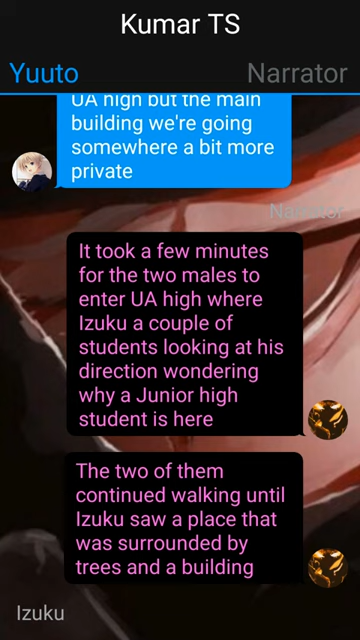 Kumar TS
Yuuto
Narrator
UA high but the main
building we're going
somewhere a bit more
private
Narrator
It took a few minutes
for the two males to
enter UA high where
Izuku a couple of
students looking at his
direction wondering
why a Junior high
student is here
The two of them
continued walking until
Izuku saw a place that
was surrounded by
trees and a building
Izuku